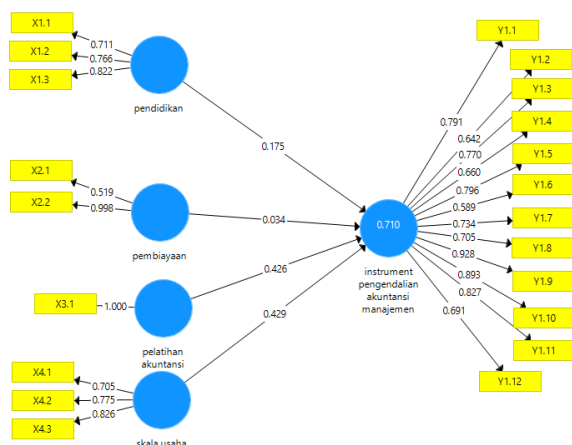 X1.1
X1.2
X1.3
0.711
0.766
0.822
pendidikan
0.175
X2.1
X2.2
0.519
0.998
pembiayaan
0.034
X3.1
1.000
pelatihan
akuntansi
0.426
X4.1
X4.2
X4.3
0.705
0.775
0.826
skala usaha
0.429
0.710
instrument
pengendalian
akuntansi
manajemen
0.791
0.642
0.770
0.660
0.796
0.589
0.734
0.705
0.928
0.893
0.827
0.691
Y1.1
Y1.2
Y1.3
Y1.4
Y1.5
Y1.6
Y1.7
Y1.8
Y1.9
Y1.10
Y1.11
Y1.12